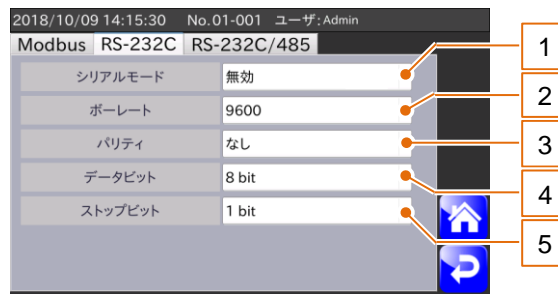 2018/10/09 14:15:30 No.01-001 ユーザ:Admin
Modbus RS-232C RS-232C/485
シリアルモード 無効 1
ボーレート 9600 2
パリティ なし 3
データビット 8 bit 4
ストップビット 1 bit 5